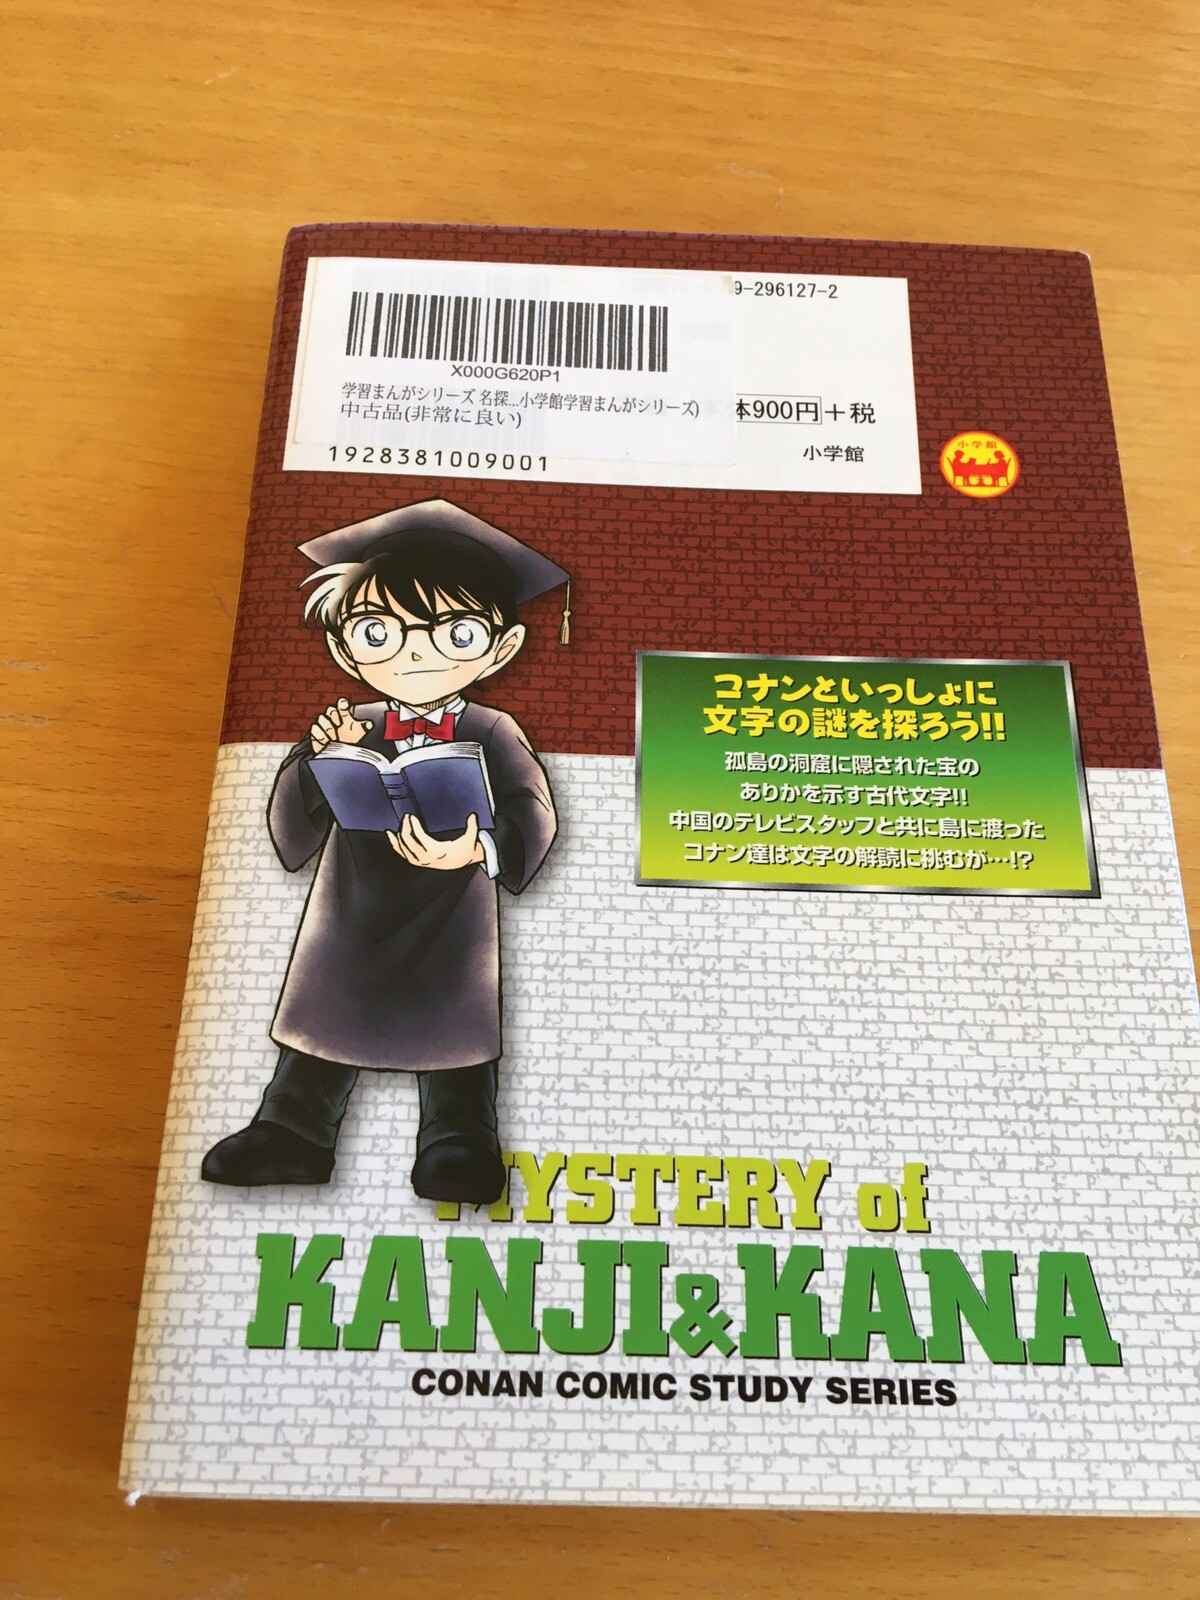 9-296127-2
X000G620P1
学習まんがシリーズ 名探...小学館学習まんがシリーズ)
中古品(非常に良い)
本900円+税
1928381009001
小学館
小学館
コナンといっしょに
文字の謎を探ろう!!
孤島の洞窟に隠された宝の
ありかを示す古代文字!!
中国のテレビスタッフと共に島に渡った
コナン達は文字の解読に挑むが…!?
MYSTERY of
KANJI&KANA
CONAN COMIC STUDY SERIES